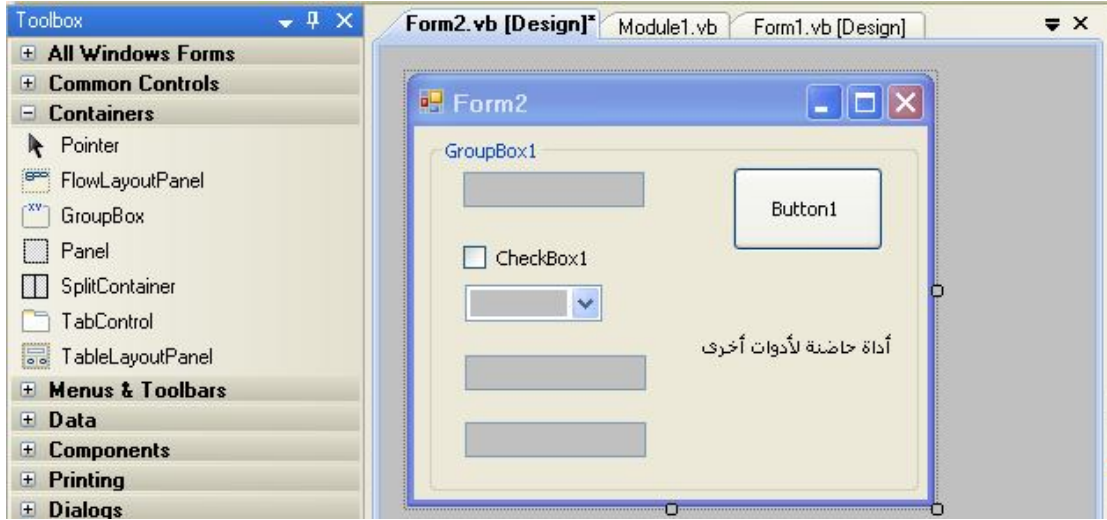 Toolbox
All Windows Forms
Common Controls
Containers
Pointer
FlowLayoutPanel
GroupBox
Panel
SplitContainer
TabControl
TableLayoutPanel
Menus & Toolbars
Data
Components
Printing
Dialogs
Form2.vb [Design]* Module1.vb Form1.vb [Design]
Form2
GroupBox1
Button1
CheckBox1
أداة حاضنة لأدوات أخرى